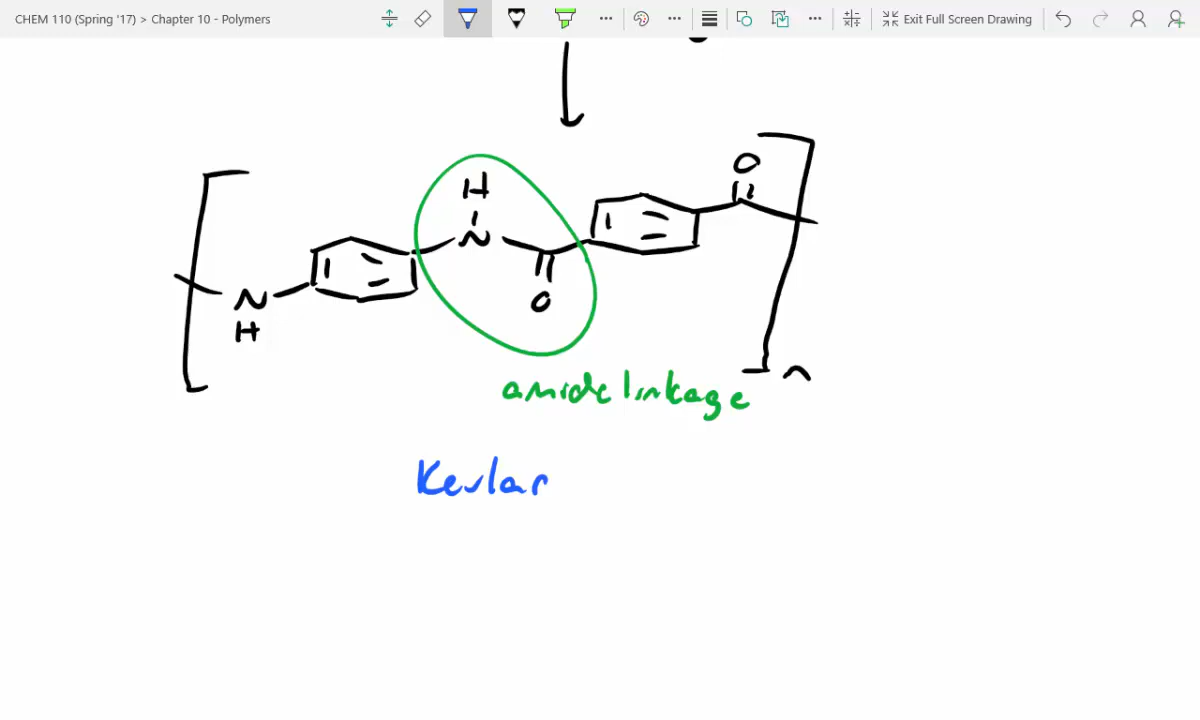 CHEM 110 (Spring '17) > Chapter 10 - Polymers
Exit Full Screen Drawing
O
H
N
N
H
O
n
amide linkage
Kevlar